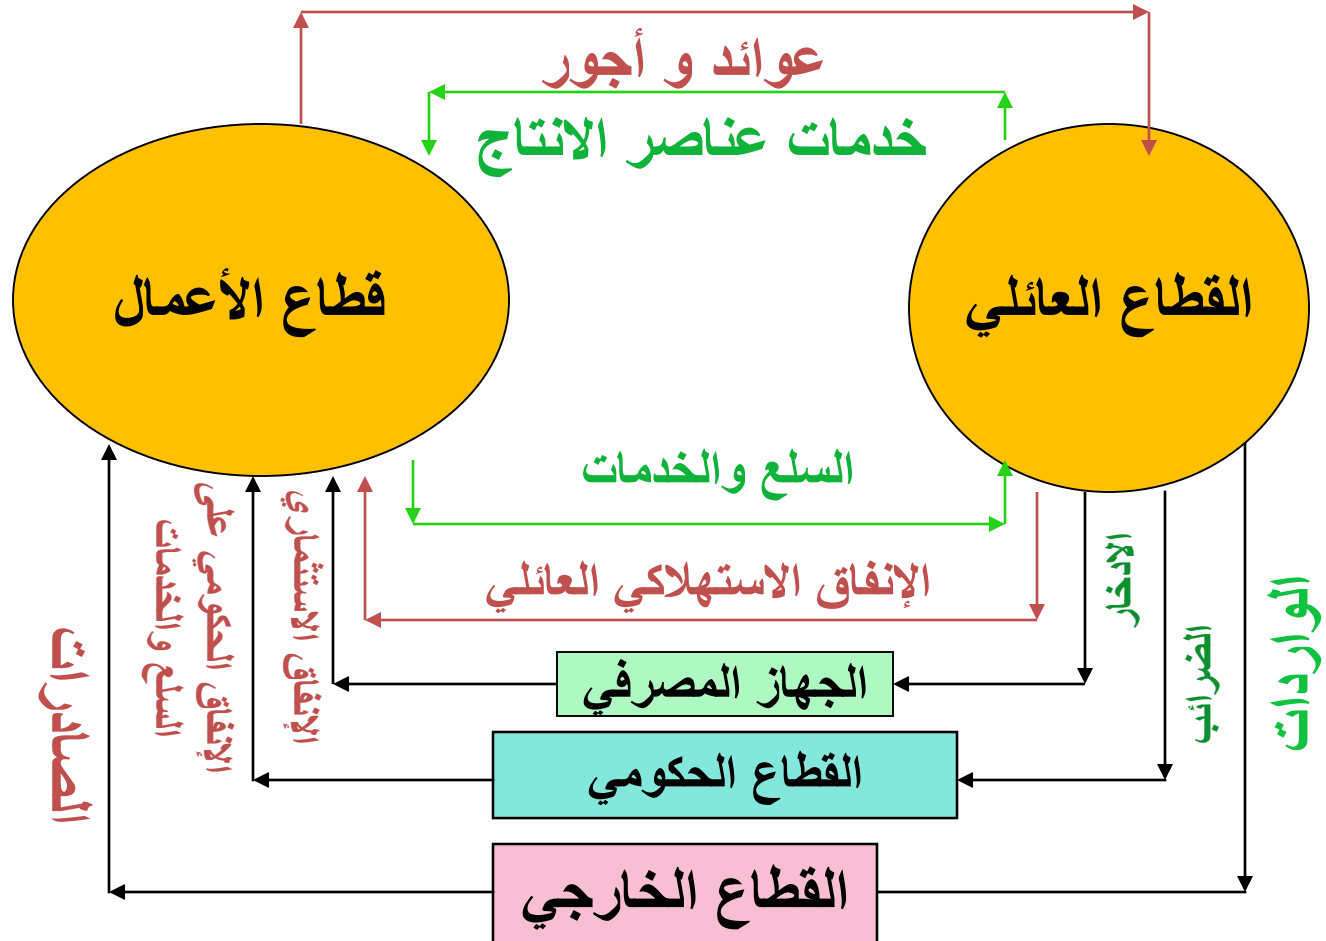 عوائد و أجور
خدمات عناصر الانتاج
القطاع العائلي
قطاع الأعمال
السلع والخدمات
الإنفاق الاستهلاكي العائلي
الادخار
الضرائب
الواردات
الإنفاق الاستثماري
الإنفاق الحكومي على
السلع والخدمات
الصادرات
الجهاز المصرفي
القطاع الحكومي
القطاع الخارجي